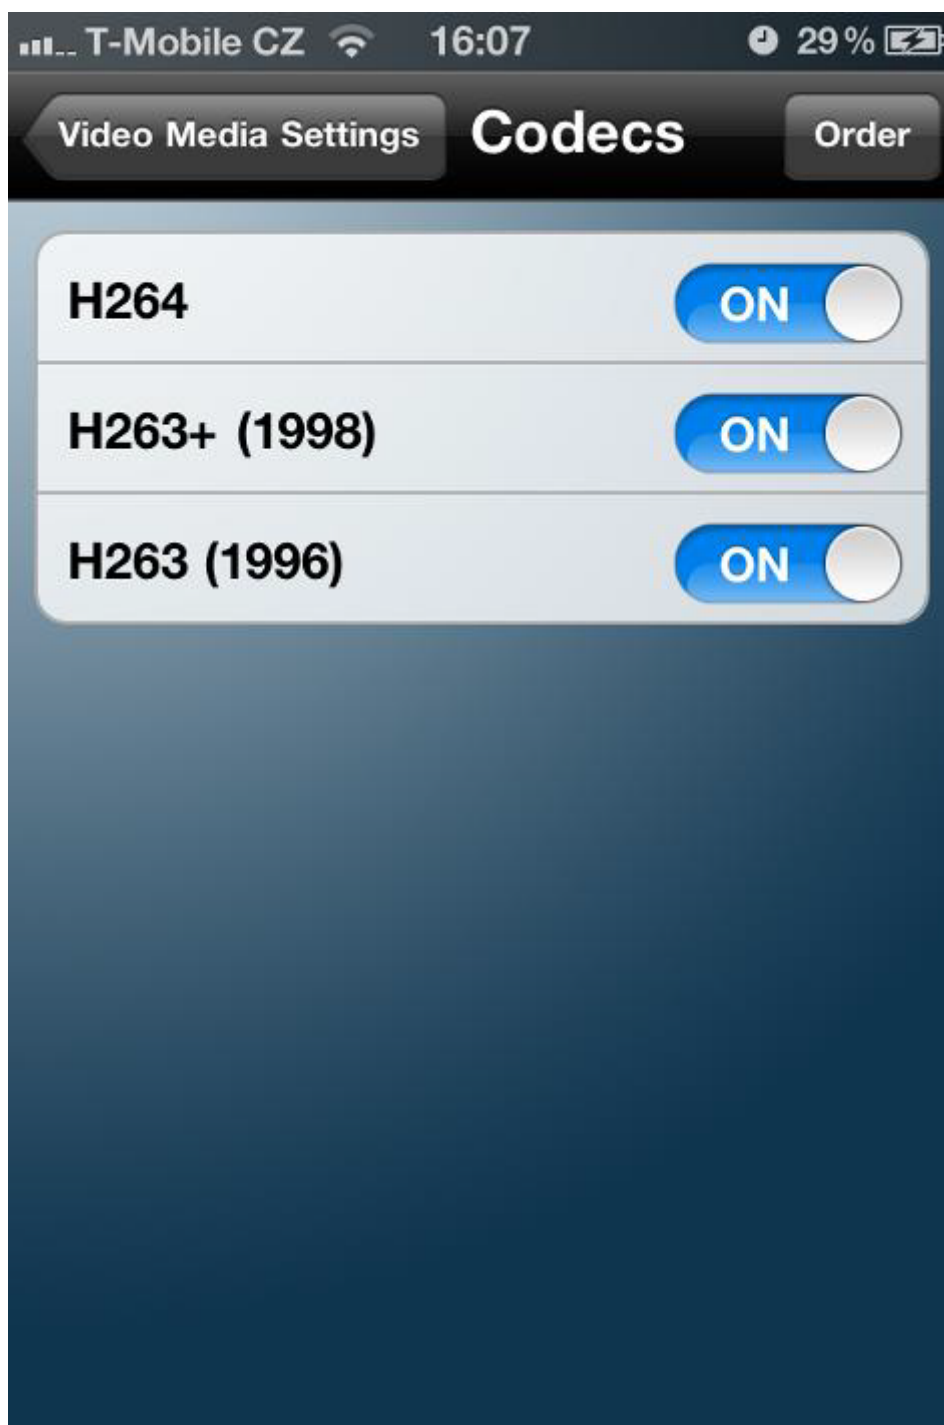 T-Mobile CZ 16:07 29%
Video Media Settings Codecs Order
H264 ON
H263+ (1998) ON
H263 (1996) ON